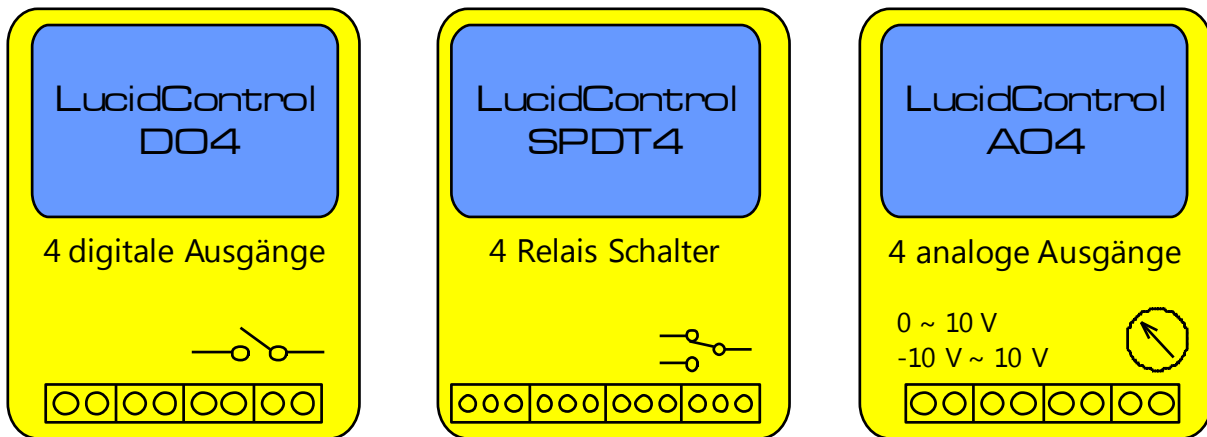 LucidControl
DO4
4 digitale Ausgänge
LucidControl
SPDT4
4 Relais Schalter
LucidControl
AO4
4 analoge Ausgänge
0 ~ 10 V
-10 V ~ 10 V